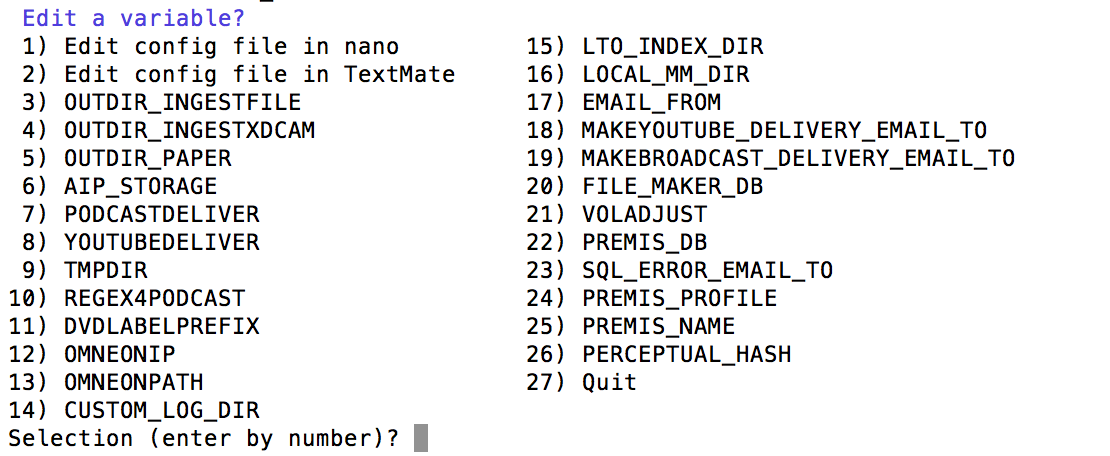 Edit a variable?
1) Edit config file in nano 15) LTO_INDEX_DIR
2) Edit config file in TextMate 16) LOCAL_MM_DIR
3) OUTDIR_INGESTFILE 17) EMAIL_FROM
4) OUTDIR_INGESTXDCAM 18) MAKEYOUTUBE_DELIVERY_EMAIL_TO
5) OUTDIR_PAPER 19) MAKEBROADCAST_DELIVERY_EMAIL_TO
6) AIP_STORAGE 20) FILE_MAKER_DB
7) PODCASTDELIVER 21) VOLADJUST
8) YOUTUBEDELIVER 22) PREMIS_DB
9) TMPDIR 23) SQL_ERROR_EMAIL_TO
10) REGEX4PODCAST 24) PREMIS_PROFILE
11) DVDLABELPREFIX 25) PREMIS_NAME
12) OMNEONIP 26) PERCEPTUAL_HASH
13) OMNEONPATH 27) Quit
14) CUSTOM_LOG_DIR
Selection (enter by number)?